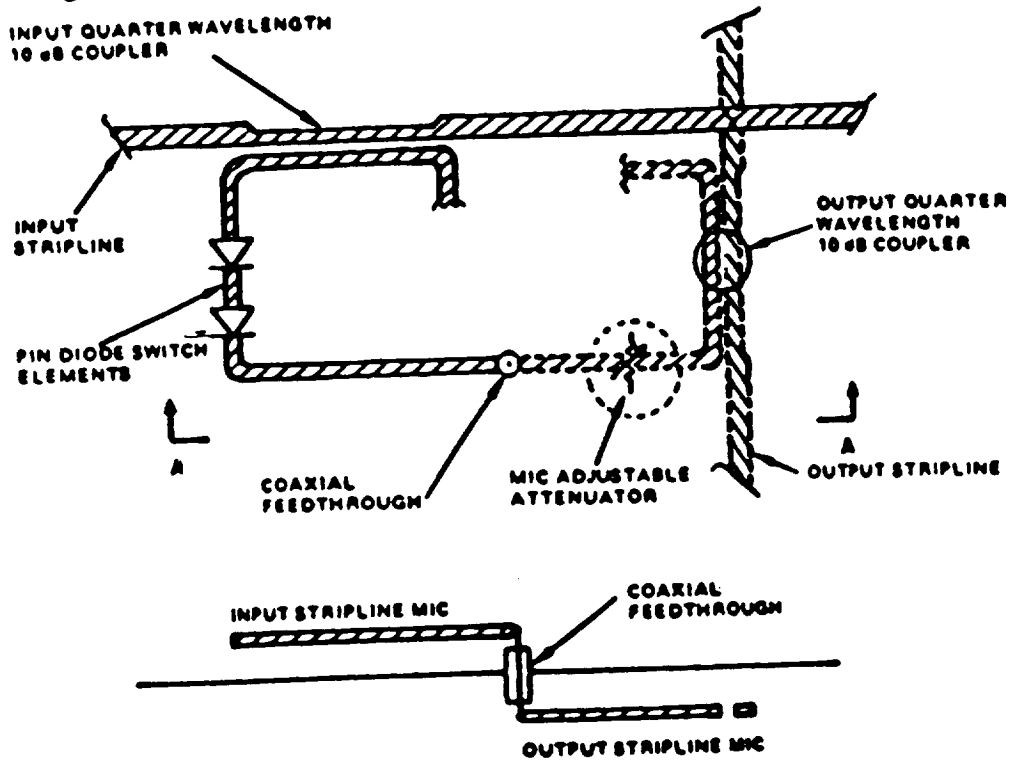 INPUT QUARTER WAVELENGTH
10 dB COUPLER
INPUT
STRIPLINE
OUTPUT QUARTER
WAVELENGTH
10 dB COUPLER
PIN DIODE SWITCH
ELEMENTS
A
A
COAXIAL
FEEDTHROUGH
MIC ADJUSTABLE
ATTENUATOR
OUTPUT STRIPLINE
INPUT STRIPLINE MIC
COAXIAL
FEEDTHROUGH
OUTPUT STRIPLINE MIC